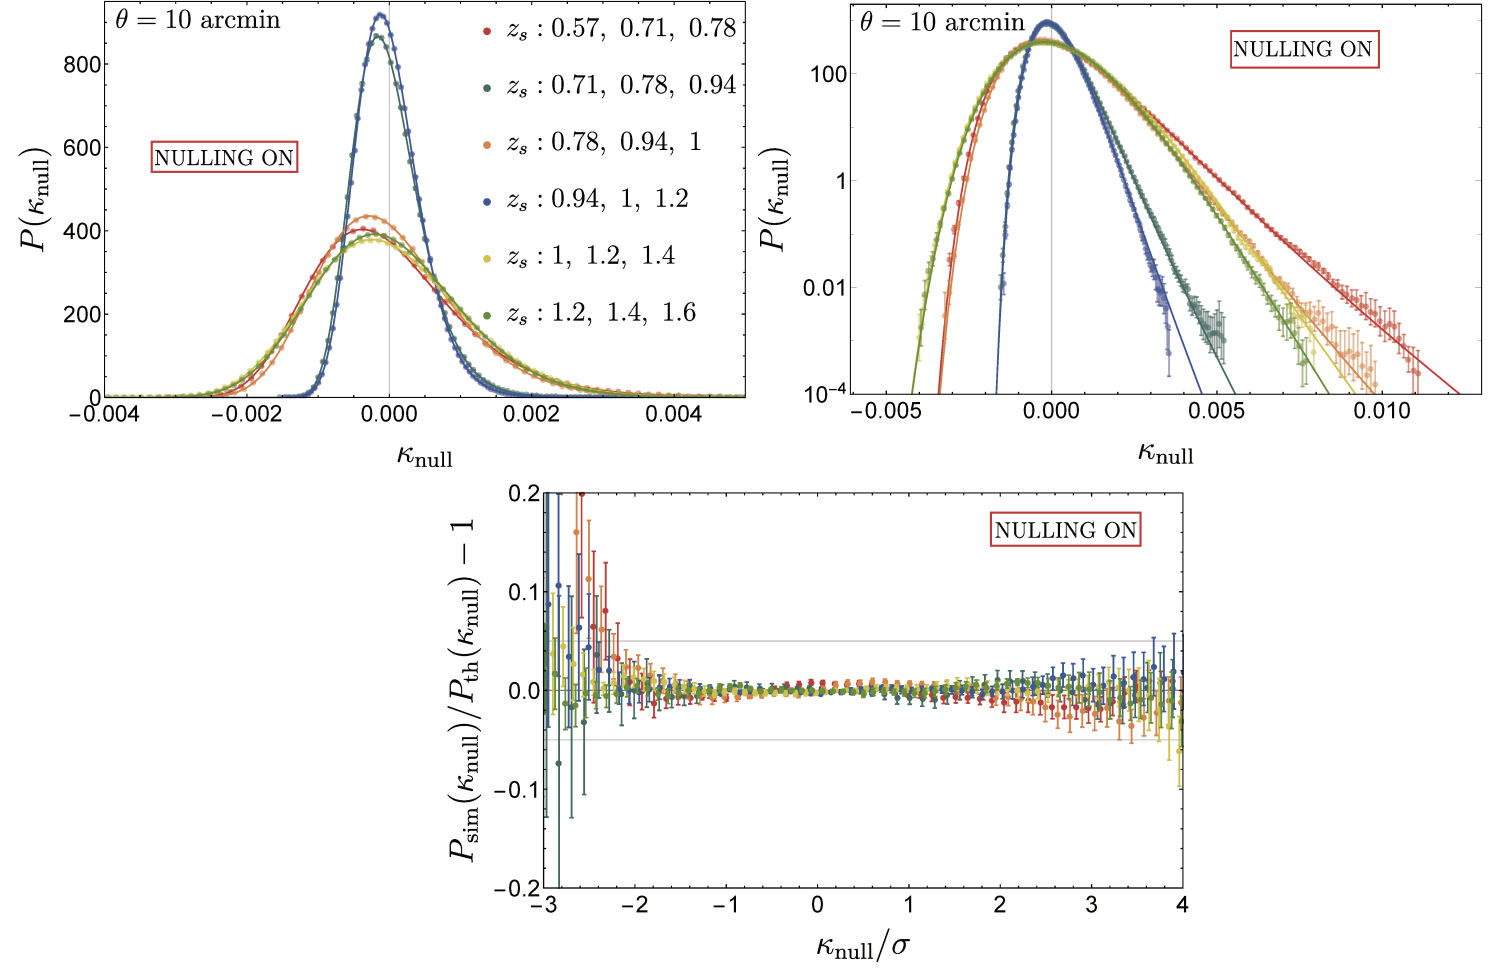 θ = 10 arcmin
NULLING ON
z_s : 0.57, 0.71, 0.78
z_s : 0.71, 0.78, 0.94
z_s : 0.78, 0.94, 1
z_s : 0.94, 1, 1.2
z_s : 1, 1.2, 1.4
z_s : 1.2, 1.4, 1.6
P(κ_null)
800
600
400
200
0
−0.004 −0.002 0.000 0.002 0.004
κ_null
θ = 10 arcmin
NULLING ON
P(κ_null)
100
1
0.01
10⁻⁴
−0.005 0.000 0.005 0.010
κ_null
NULLING ON
P_sim(κ_null)/P_th(κ_null) − 1
0.2
0.1
0.0
−0.1
−0.2
−3 −2 −1 0 1 2 3 4
κ_null/σ